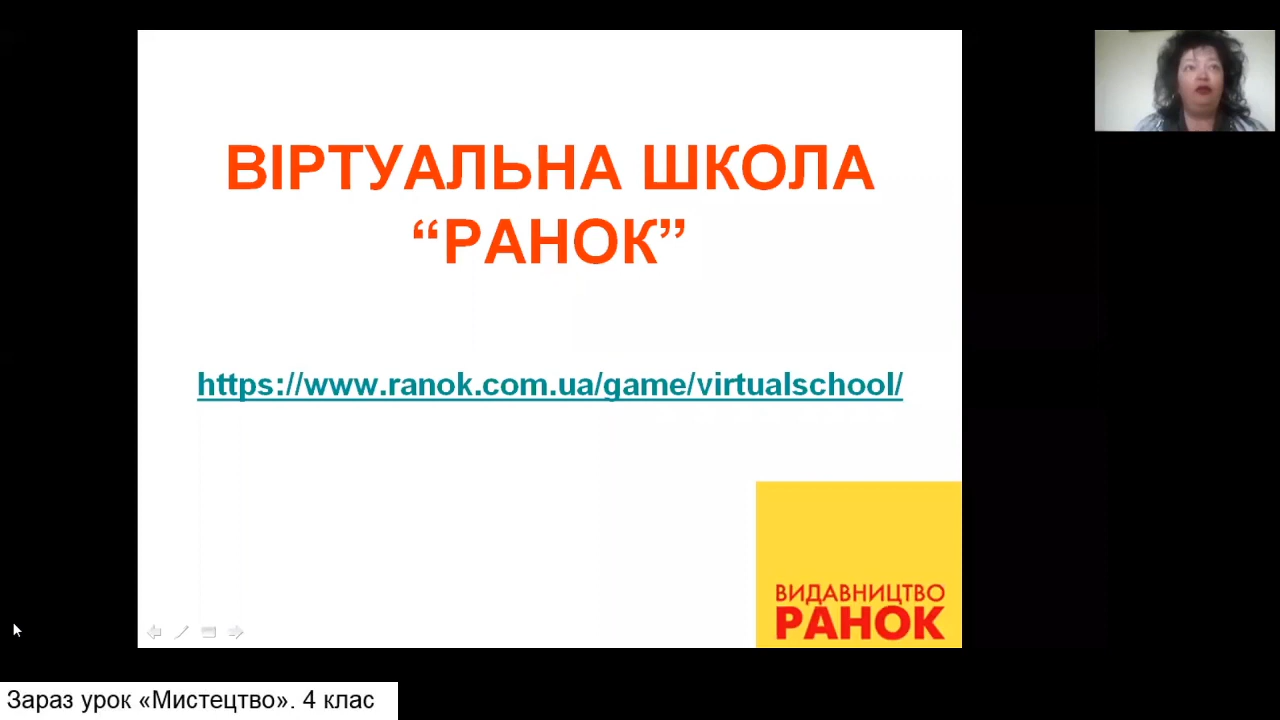 ВІРТУАЛЬНА ШКОЛА
“РАНОК”
https://www.ranok.com.ua/game/virtualschool/
ВИДАВНИЦТВО
РАНОК
Зараз урок «Мистецтво». 4 клас